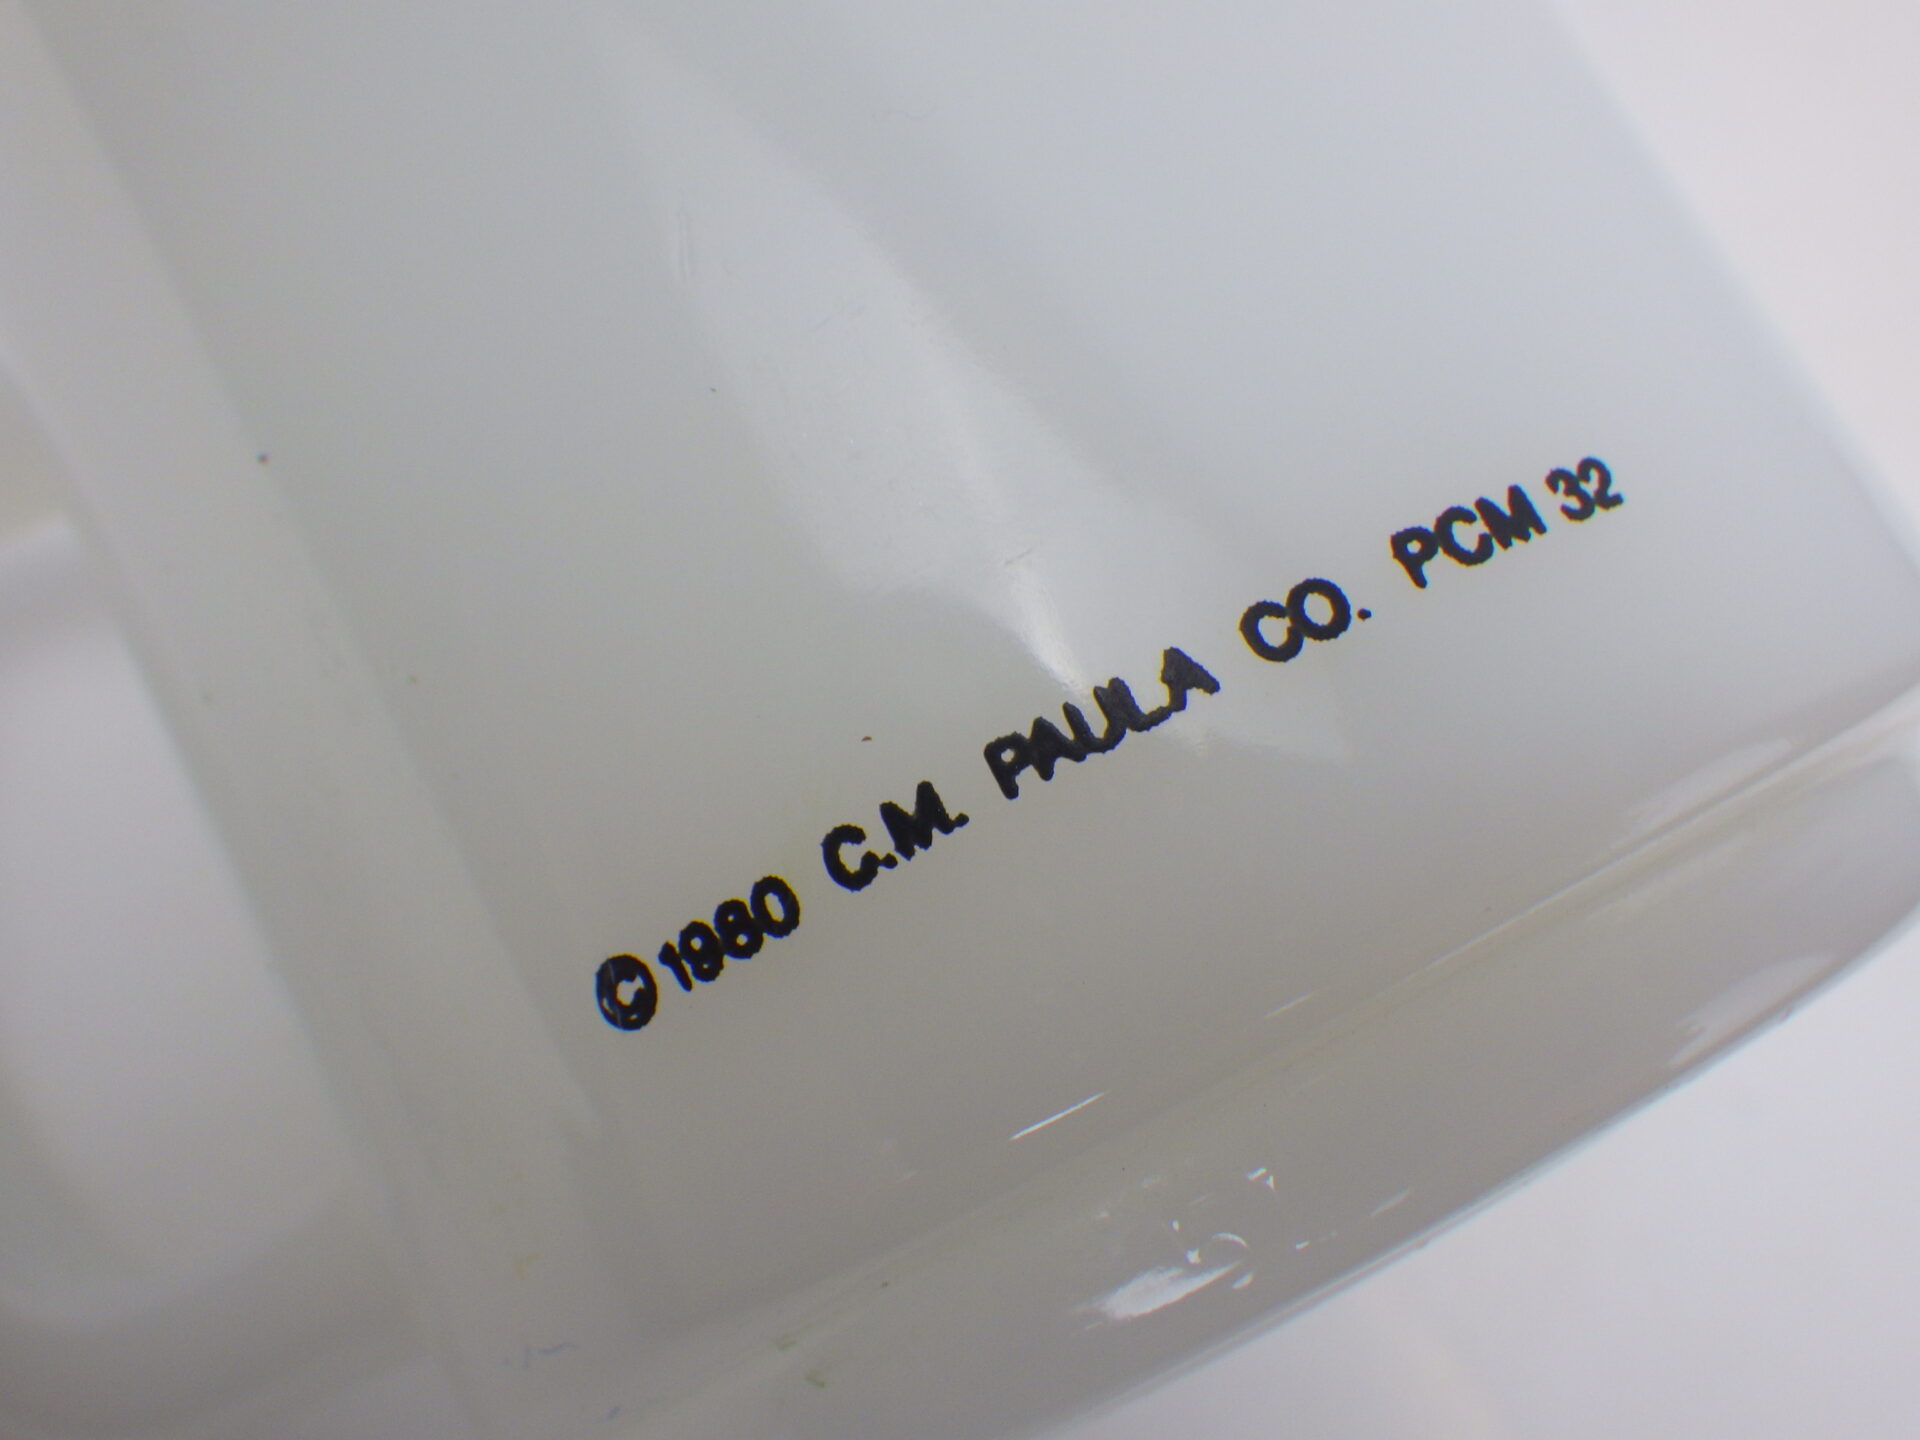 ©1980 C.M. PAULA CO. PCM 32